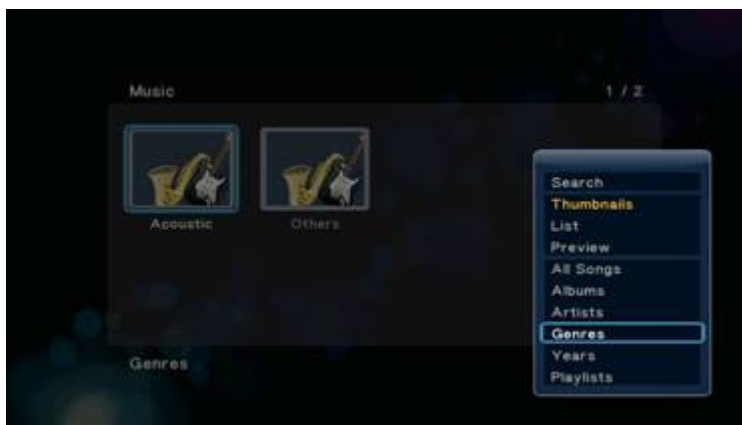 Music 1 / 2
Acoustic Others
Genres
Search
Thumbnails
List
Preview
All Songs
Albums
Artists
Genres
Years
Playlists